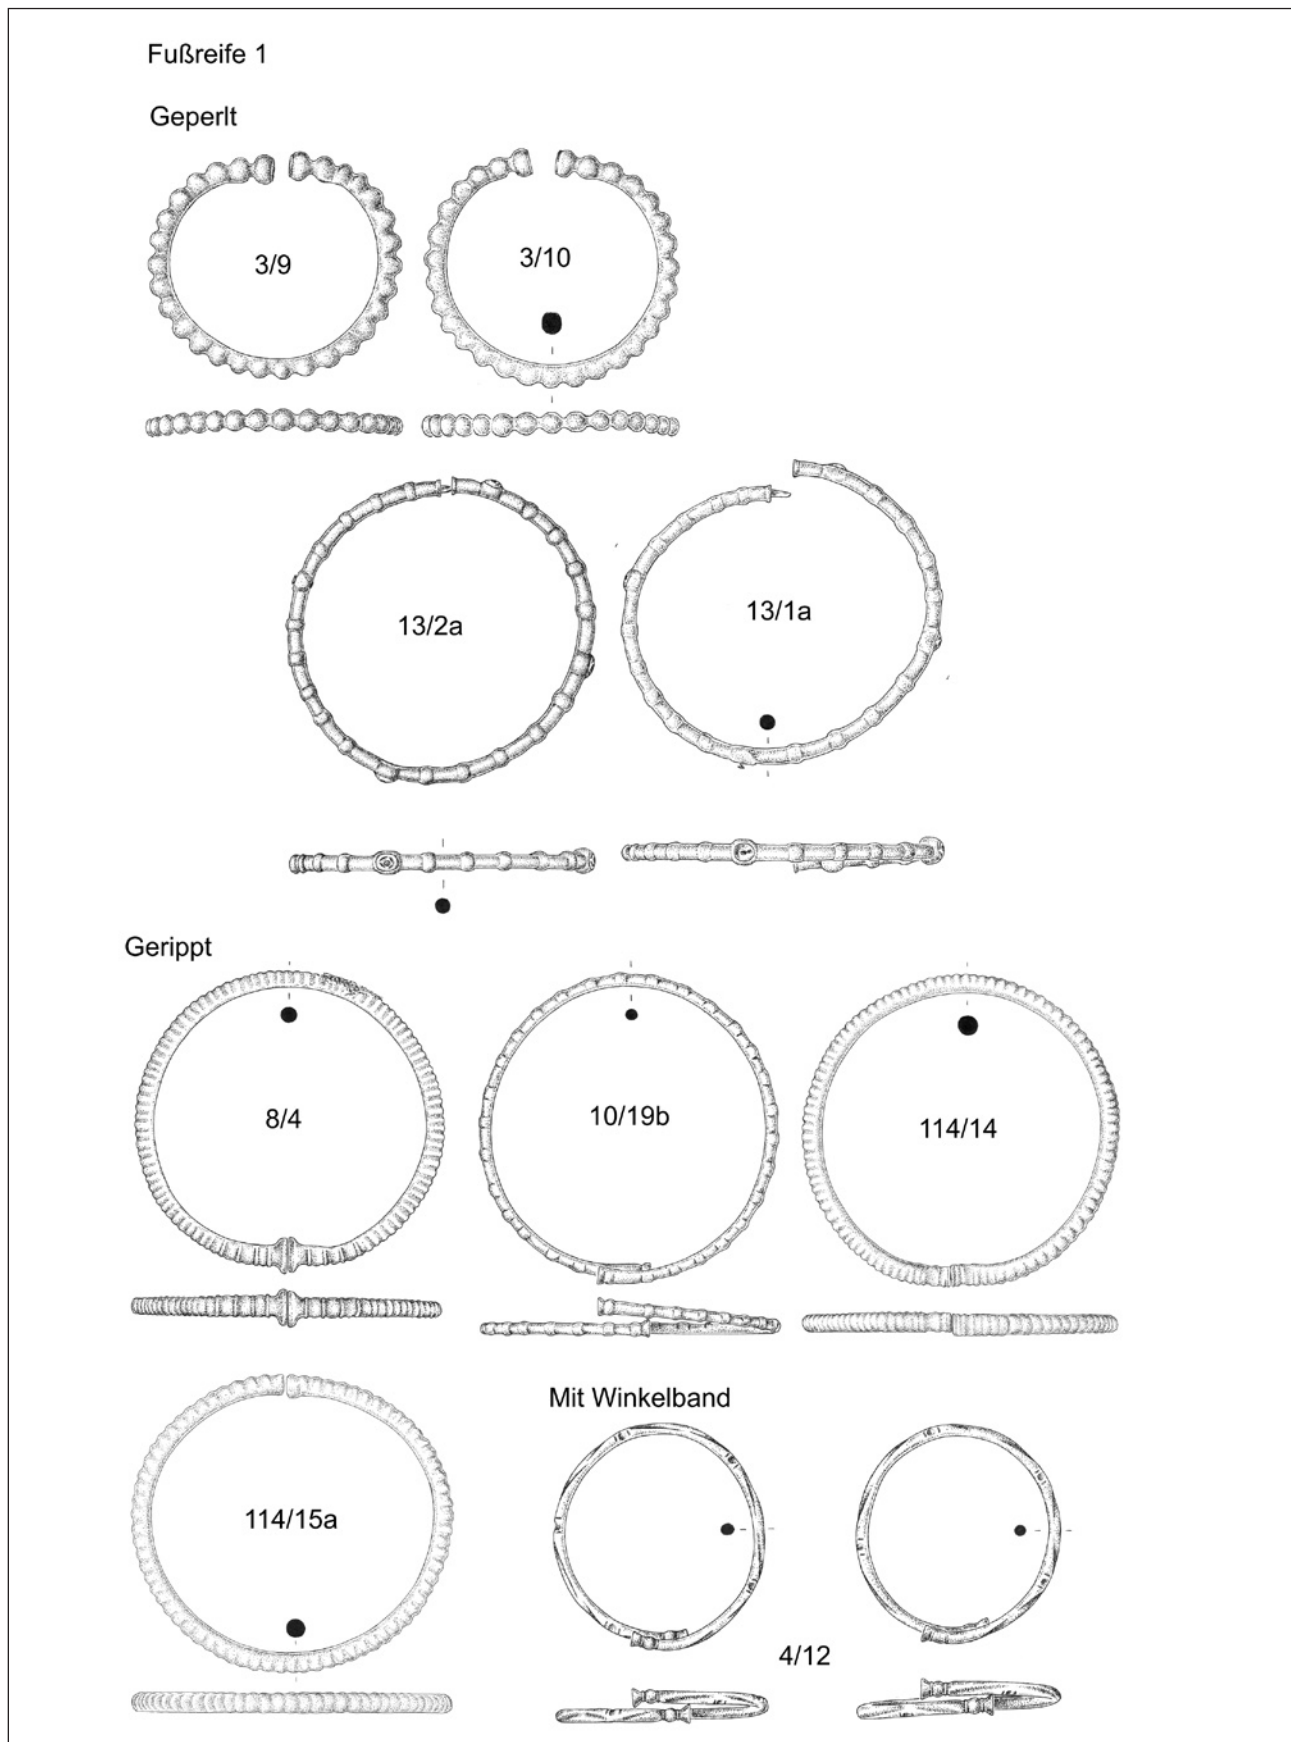 Fußreife 1
Geperlt
3/9
3/10
13/2a
13/1a
Gerippt
8/4
10/19b
114/14
114/15a
Mit Winkelband
4/12